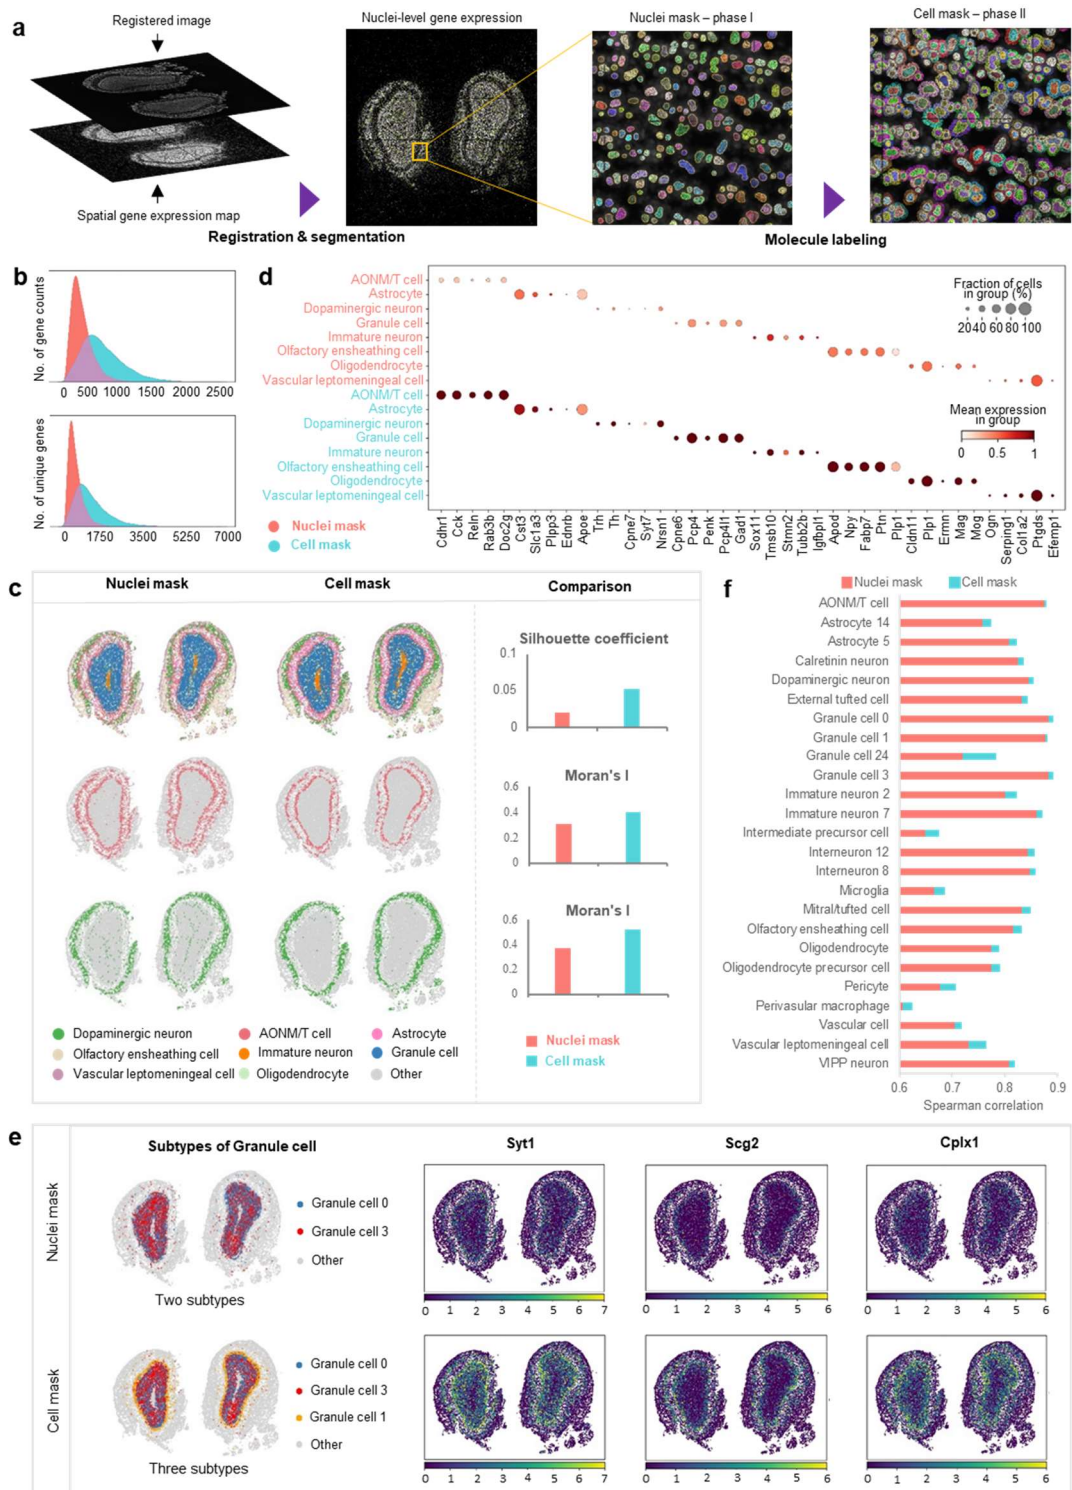 a
Registered image
Spatial gene expression map
Nuclei-level gene expression
Nuclei mask – phase I
Cell mask – phase II
Registration & segmentation
Molecule labeling
b
No. of gene counts
0 500 1000 1500 2000 2500
No. of unique genes
0 1750 3500 5250 7000
Nuclei mask
Cell mask
d
AONM/T cell
Astrocyte
Dopaminergic neuron
Granule cell
Immature neuron
Olfactory ensheathing cell
Oligodendrocyte
Vascular leptomeningeal cell
AONM/T cell
Astrocyte
Dopaminergic neuron
Granule cell
Immature neuron
Olfactory ensheathing cell
Oligodendrocyte
Vascular leptomeningeal cell
Fraction of cells
in group (%)
20 40 60 80 100
Mean expression
in group
0 0.5 1
Cdhr1 Cck Reln Rab3b Doc2g Cst3 Slc1a3 Plpp3 Ednrb Apoe Trh Th Cpne7 Syt7 Nrsn1 Cpne6 Pcp4 Penk Pcp4l1 Gad1 Sox11 Tmsb10 Stmn2 Tubb2b Igfbpl1 Apod Npy Fabp7 Ptn Plp1 Cldn11 Plp1 Ermn Mag Mog Ogn Serping1 Col1a2 Ptgds Efemp1
c
Nuclei mask
Cell mask
Comparison
Silhouette coefficient
0.1
0.05
0
Moran's I
0.6
0.4
0.2
0
Moran's I
0.6
0.4
0.2
0
Dopaminergic neuron
AONM/T cell
Astrocyte
Olfactory ensheathing cell
Immature neuron
Granule cell
Vascular leptomeningeal cell
Oligodendrocyte
Other
Nuclei mask
Cell mask
f
Nuclei mask
Cell mask
AONM/T cell
Astrocyte 14
Astrocyte 5
Calretinin neuron
Dopaminergic neuron
External tufted cell
Granule cell 0
Granule cell 1
Granule cell 24
Granule cell 3
Immature neuron 2
Immature neuron 7
Intermediate precursor cell
Interneuron 12
Interneuron 8
Microglia
Mitral/tufted cell
Olfactory ensheathing cell
Oligodendrocyte
Oligodendrocyte precursor cell
Pericyte
Perivasular macrophage
Vascular cell
Vascular leptomeningeal cell
VIPP neuron
0.6 0.7 0.8 0.9
Spearman correlation
e
Subtypes of Granule cell
Syt1
Scg2
Cplx1
Nuclei mask
Granule cell 0
Granule cell 3
Other
Two subtypes
0 1 2 3 4 5 6 7
0 1 2 3 4 5 6
0 1 2 3 4 5 6
Cell mask
Granule cell 0
Granule cell 3
Granule cell 1
Other
Three subtypes
0 1 2 3 4 5 6 7
0 1 2 3 4 5 6
0 1 2 3 4 5 6